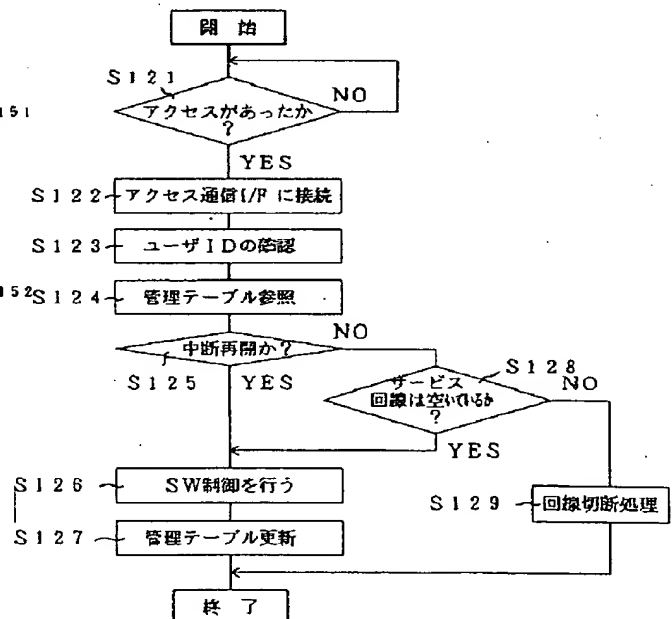 開 始
S121
NO
151
アクセスがあったか
?
YES
S122 アクセス通信I/Fに接続
S123 ユーザIDの確認
152 S124 管理テーブル参照
NO
中断再開か?
S125 YES
S128
サービス
回線は空いているか
?
NO
YES
S126 SW制御を行う
S129 回線切断処理
S127 管理テーブル更新
終 了